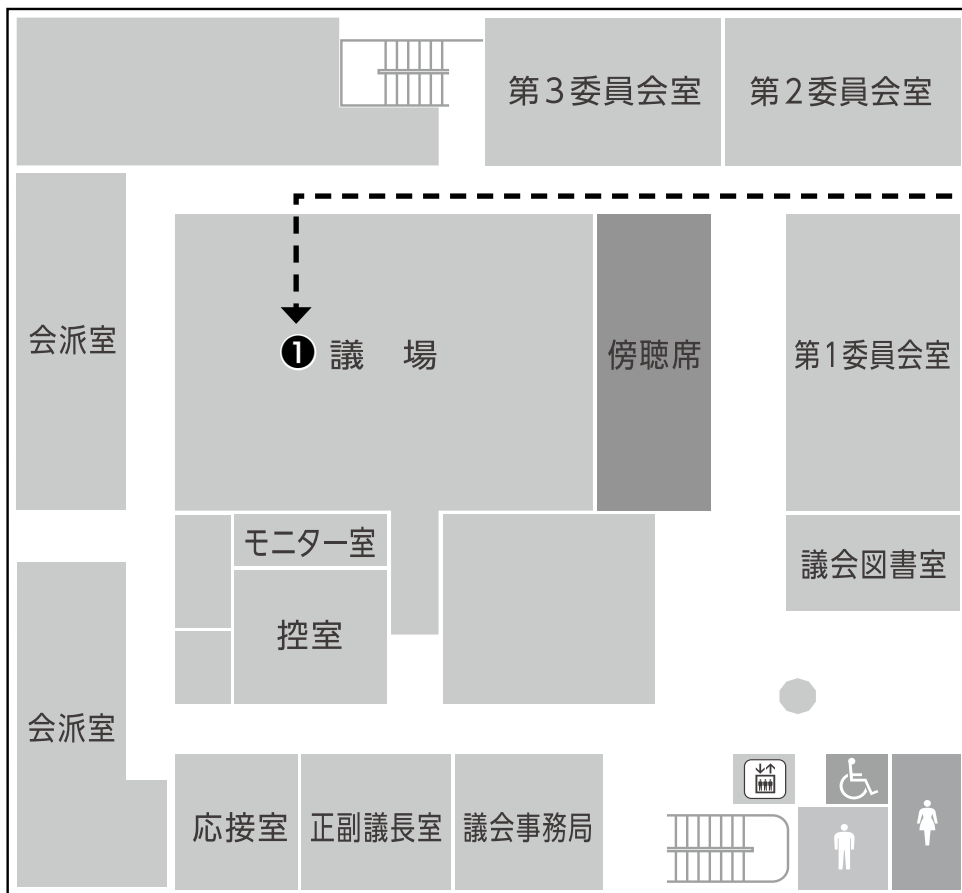 第3委員会室
第2委員会室
会派室
❶議　場
傍聴席
第1委員会室
モニター室
議会図書室
控室
会派室
応接室
正副議長室
議会事務局